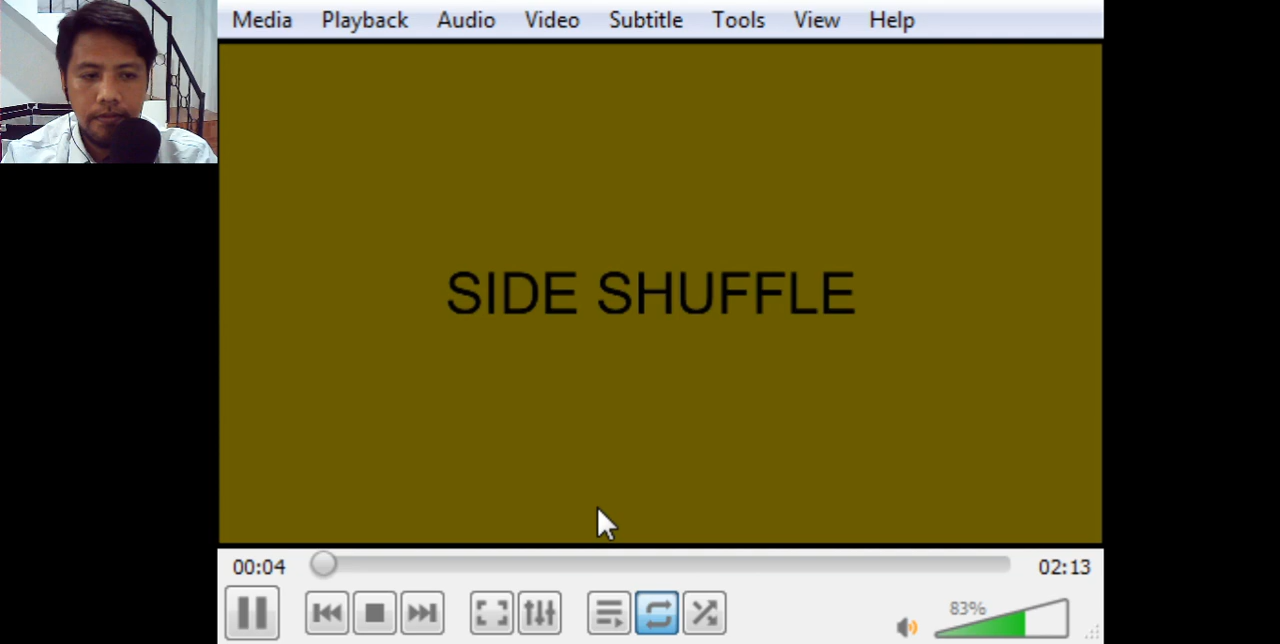 Media Playback Audio Video Subtitle Tools View Help
SIDE SHUFFLE
00:04 02:13
83%